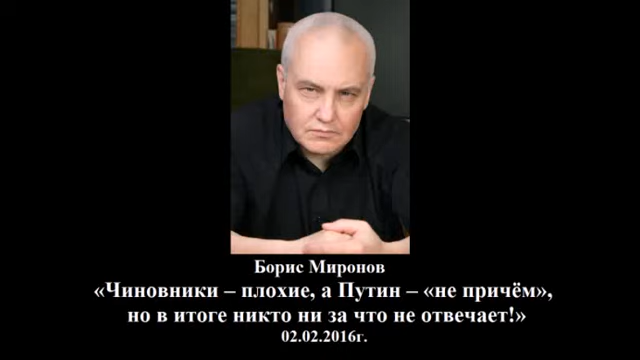 Борис Миронов
«Чиновники – плохие, а Путин – «не причём»,
но в итоге никто ни за что не отвечает!»
02.02.2016г.